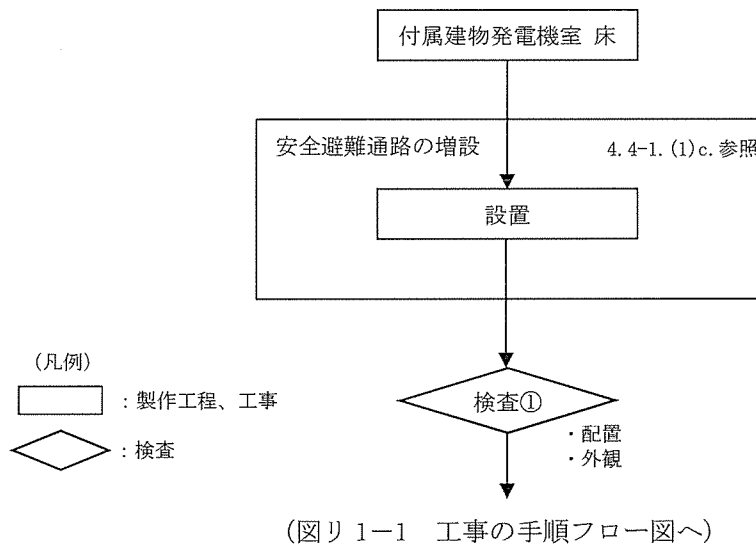 付属建物発電機室 床
安全避難通路の増設
4.4-1.(1)c.参照
設置
(凡例)
：製作工程、工事
：検査
検査①
・配置
・外観
(図リ 1－1 工事の手順フロー図へ)